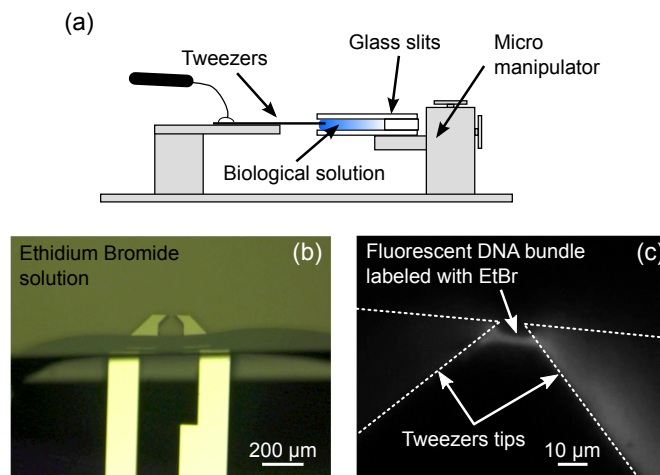 (a)
Tweezers
Glass slits
Micro
manipulator
Biological solution
Ethidium Bromide
solution
(b)
200 µm
Fluorescent DNA bundle
labeled with EtBr
(c)
Tweezers tips
10 µm